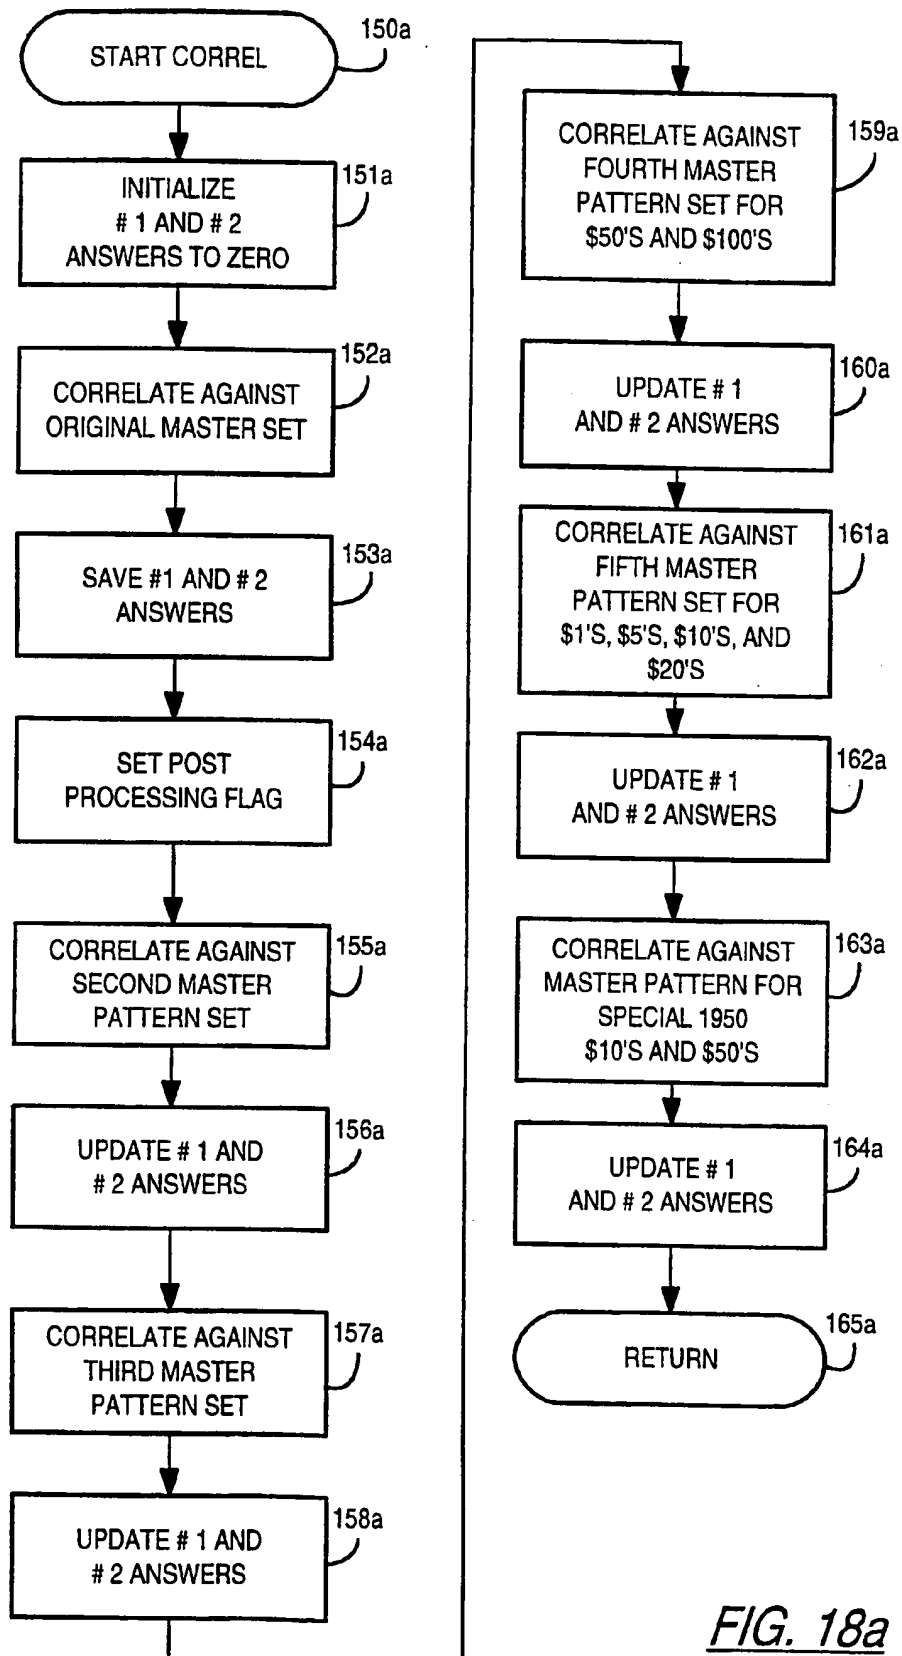 START CORREL
150a
INITIALIZE
# 1 AND # 2
ANSWERS TO ZERO
151a
CORRELATE AGAINST
ORIGINAL MASTER SET
152a
SAVE #1 AND # 2
ANSWERS
153a
SET POST
PROCESSING FLAG
154a
CORRELATE AGAINST
SECOND MASTER
PATTERN SET
155a
UPDATE # 1 AND
# 2 ANSWERS
156a
CORRELATE AGAINST
THIRD MASTER
PATTERN SET
157a
UPDATE # 1 AND
# 2 ANSWERS
158a
CORRELATE AGAINST
FOURTH MASTER
PATTERN SET FOR
$50'S AND $100'S
159a
UPDATE # 1
AND # 2 ANSWERS
160a
CORRELATE AGAINST
FIFTH MASTER
PATTERN SET FOR
$1'S, $5'S, $10'S, AND
$20'S
161a
UPDATE # 1
AND # 2 ANSWERS
162a
CORRELATE AGAINST
MASTER PATTERN FOR
SPECIAL 1950
$10'S AND $50'S
163a
UPDATE # 1
AND # 2 ANSWERS
164a
RETURN
165a
FIG. 18a